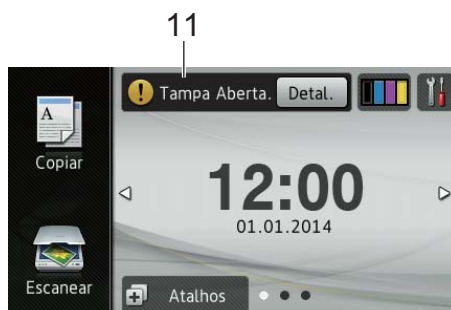 11
Tampa Aberta. Detal.
A
Copiar
12:00
01.01.2014
Escanear
Atalhos